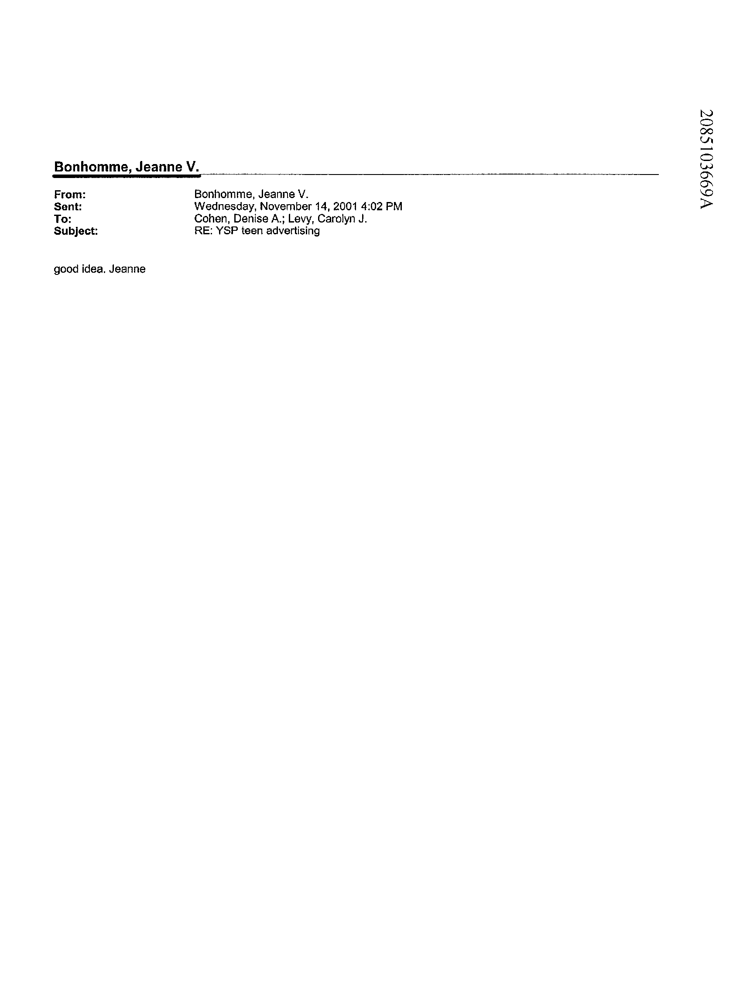 2085103669A
Bonhomme, Jeanne V.
From: Bonhomme, Jeanne V.
Sent: Wednesday, November 14, 2001 4:02 PM
To: Cohen, Denise A.; Levy, Carolyn J.
Subject: RE: YSP teen advertising
good idea. Jeanne